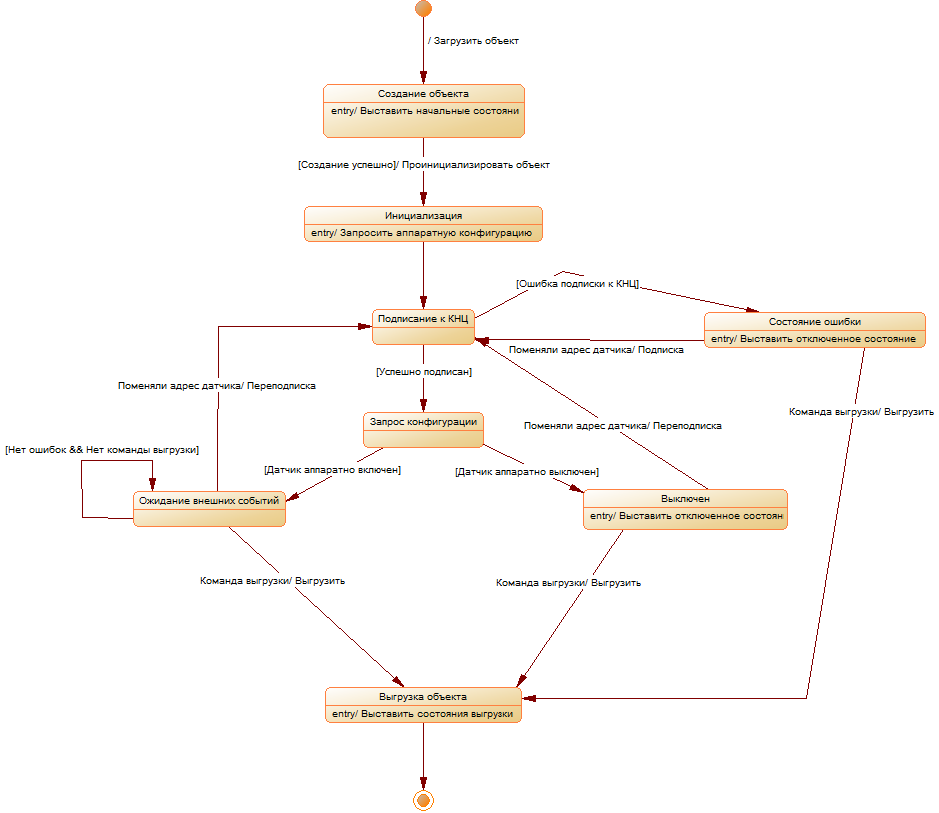 / Загрузить объект
Создание объекта
entry/ Выставить начальные состояни
[Создание успешно]/ Проинициализировать объект
Инициализация
entry/ Запросить аппаратную конфигурацию
[Ошибка подписки к КНЦ]
Подписание к КНЦ
Состояние ошибки
entry/ Выставить отключенное состояние
Поменяли адрес датчика/ Подписка
[Успешно подписан]
Поменяли адрес датчика/ Переподписка
Команда выгрузки/ Выгрузить
Запрос конфигурации
Поменяли адрес датчика/ Переподписка
[Нет ошибок && Нет команды выгрузки]
[Датчик аппаратно включен]
[Датчик аппаратно выключен]
Ожидание внешних событий
Выключен
entry/ Выставить отключенное состоян
Команда выгрузки/ Выгрузить
Команда выгрузки/ Выгрузить
Выгрузка объекта
entry/ Выставить состояния выгрузки